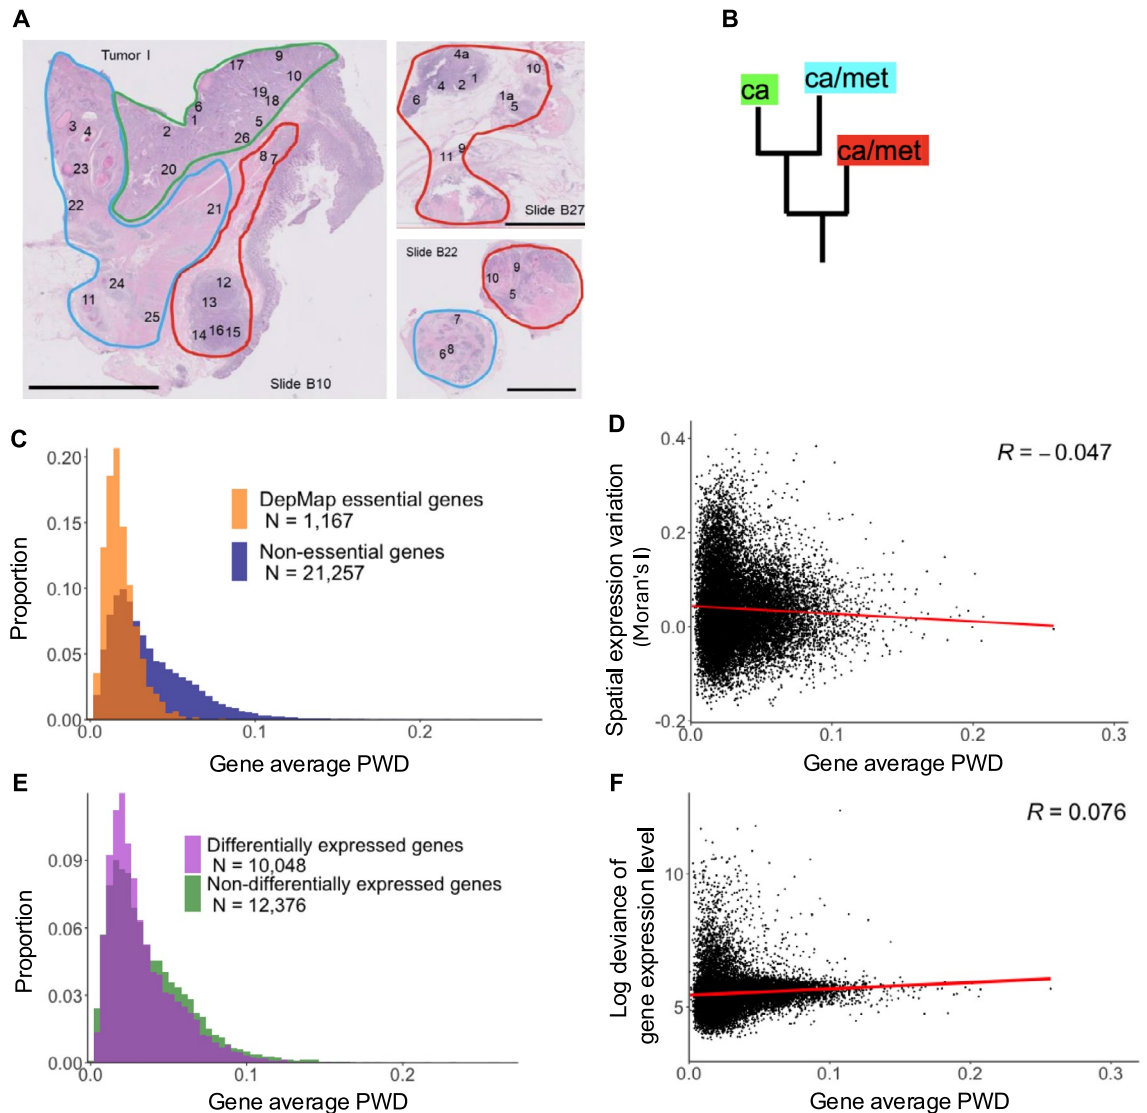 A
B
Tumor I
9
17
10
6
19
18
1
2
5
3
4
26
8
7
23
20
22
21
24
12
13
11
25
14
16
15
Slide B10
4a
10
1
4
2
6
1a
5
9
11
Slide B27
Slide B22
9
10
5
7
6
8
ca
ca/met
ca/met
C
DepMap essential genes
N = 1,167
Non-essential genes
N = 21,257
Proportion
0.20
0.15
0.10
0.05
0.00
0.0
0.1
0.2
Gene average PWD
D
R = − 0.047
Spatial expression variation
(Moran's I)
0.4
0.2
0.0
-0.2
0.0
0.1
0.2
0.3
Gene average PWD
E
Differentially expressed genes
N = 10,048
Non-differentially expressed genes
N = 12,376
Proportion
0.09
0.06
0.03
0.00
0.0
0.1
0.2
Gene average PWD
F
R = 0.076
Log deviance of
gene expression level
10
5
0.0
0.1
0.2
0.3
Gene average PWD